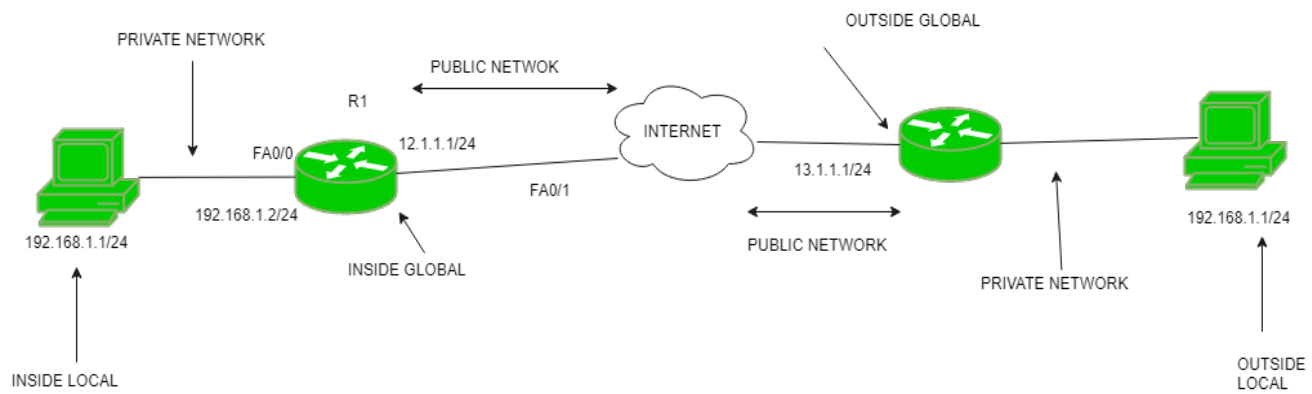 OUTSIDE GLOBAL
PRIVATE NETWORK
PUBLIC NETWOK
R1
INTERNET
12.1.1.1/24
FA0/0
13.1.1.1/24
FA0/1
192.168.1.2/24
192.168.1.1/24
192.168.1.1/24
PUBLIC NETWORK
INSIDE GLOBAL
PRIVATE NETWORK
INSIDE LOCAL
OUTSIDE
LOCAL